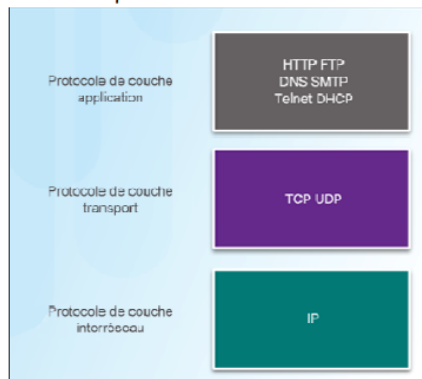 Protocole de couche
application
HTTP FTP
DNS SMTP
Telnet DHCP
Protocole de couche
transport
TCP UDP
Protocole de couche
interréseau
IP